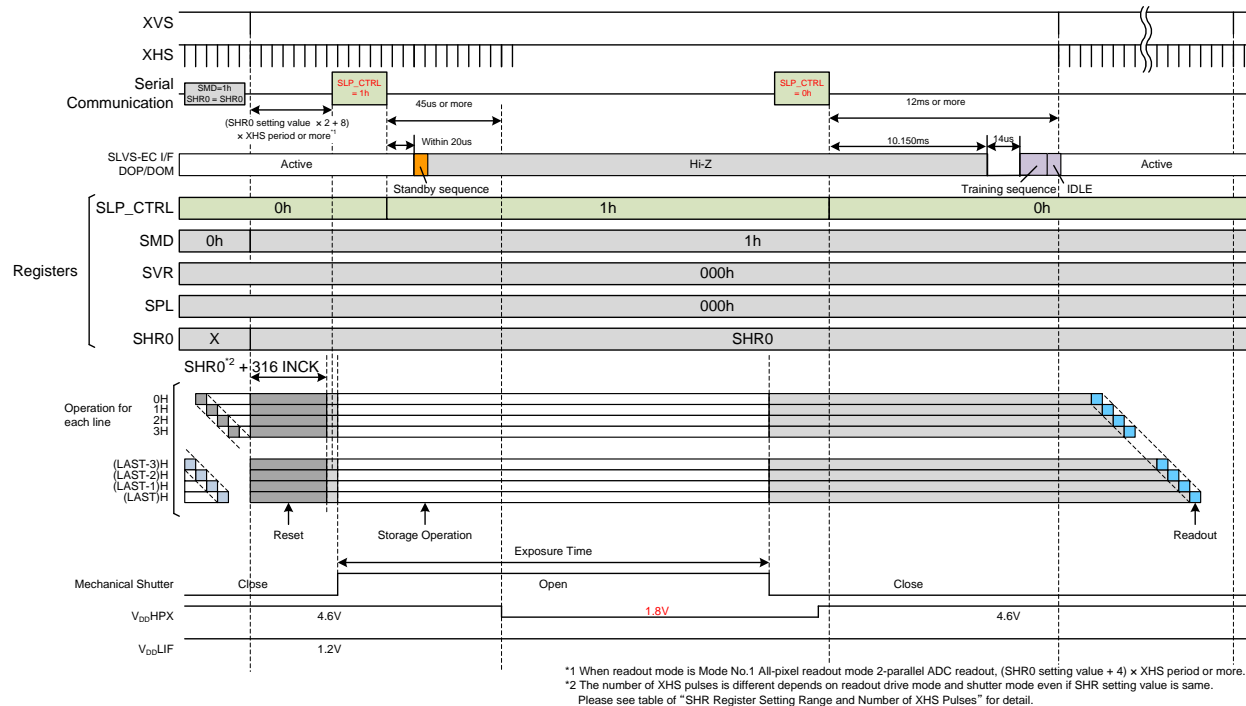 XVS
XHS
Serial
Communication
SMD=1h
SHR0 = SHR0
SLP_CTRL
= 1h
SLP_CTRL
= 0h
(SHR0 setting value × 2 + 8)
× XHS period or more*1
45us or more
12ms or more
Within 20us
10.150ms
14us
SLVS-EC I/F
DOP/DOM
Active
Hi-Z
Active
Standby sequence
Training sequence
IDLE
Registers
SLP_CTRL
0h
1h
0h
SMD
0h
1h
SVR
000h
SPL
000h
SHR0
X
SHR0
SHR0*2 + 316 INCK
Operation for
each line
0H
1H
2H
3H
(LAST-3)H
(LAST-2)H
(LAST-1)H
(LAST)H
Reset
Storage Operation
Readout
Exposure Time
Mechanical Shutter
Close
Open
Close
VDDHPX
4.6V
1.8V
4.6V
VDDLIF
1.2V
*1 When readout mode is Mode No.1 All-pixel readout mode 2-parallel ADC readout, (SHR0 setting value + 4) × XHS period or more.
*2 The number of XHS pulses is different depends on readout drive mode and shutter mode even if SHR setting value is same.
Please see table of “SHR Register Setting Range and Number of XHS Pulses” for detail.